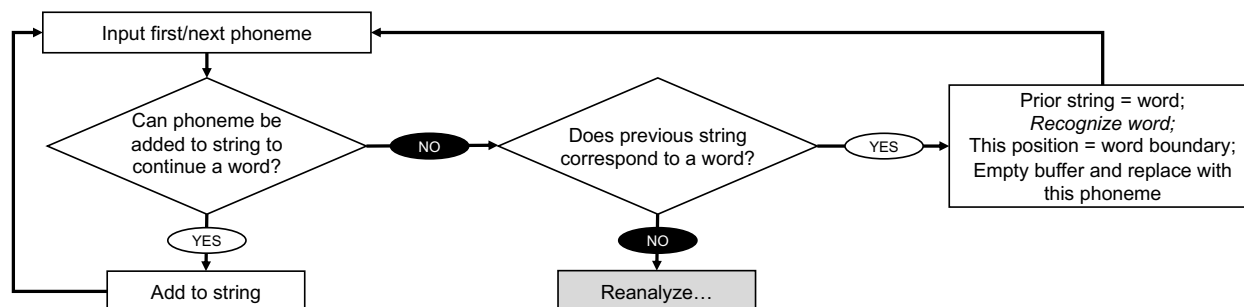 Input first/next phoneme
Can phoneme be
added to string to
continue a word?
NO
Does previous string
correspond to a word?
YES
Prior string = word;
Recognize word;
This position = word boundary;
Empty buffer and replace with
this phoneme
YES
NO
Add to string
Reanalyze…